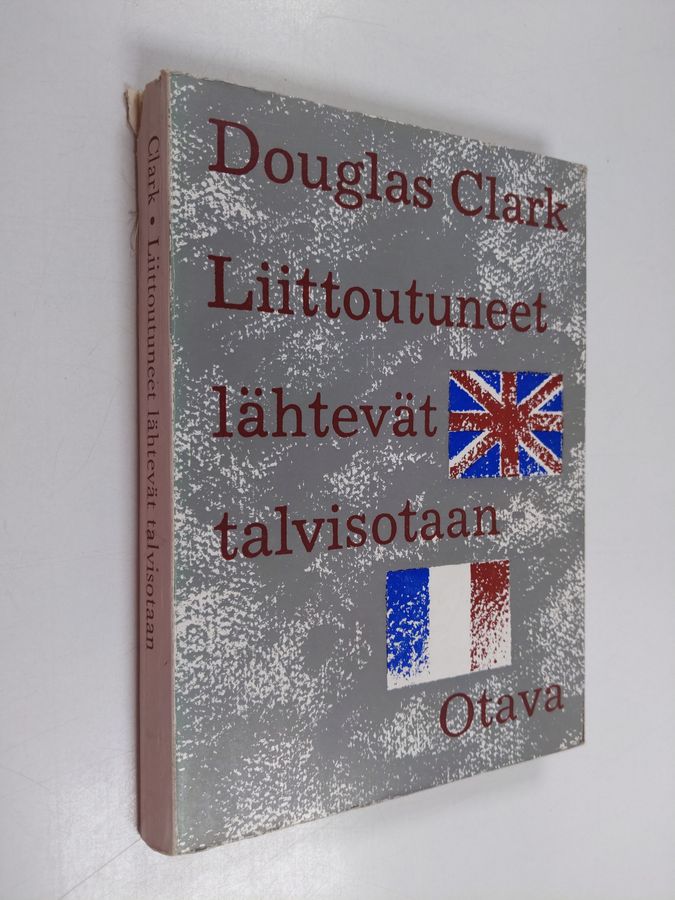 Douglas Clark
Liittoutuneet
lähtevät
talvisotaan
Otava
Clark • Liittoutuneet lähtevät talvisotaan